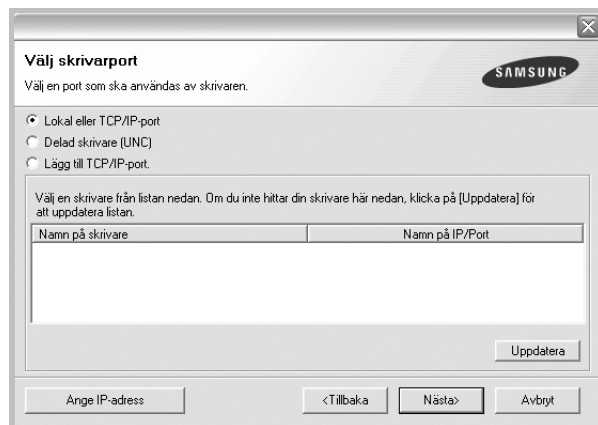 Välj skrivarport
Välj en port som ska användas av skrivaren.
SAMSUNG
Lokal eller TCP/IP-port
Delad skrivare (UNC)
Lägg till TCP/IP-port.
Välj en skrivare från listan nedan. Om du inte hittar din skrivare här nedan, klicka på [Uppdatera] för
att uppdatera listan.
Namn på skrivare Namn på IP/Port
Uppdatera
Ange IP-adress <Tillbaka Nästa> Avbryt